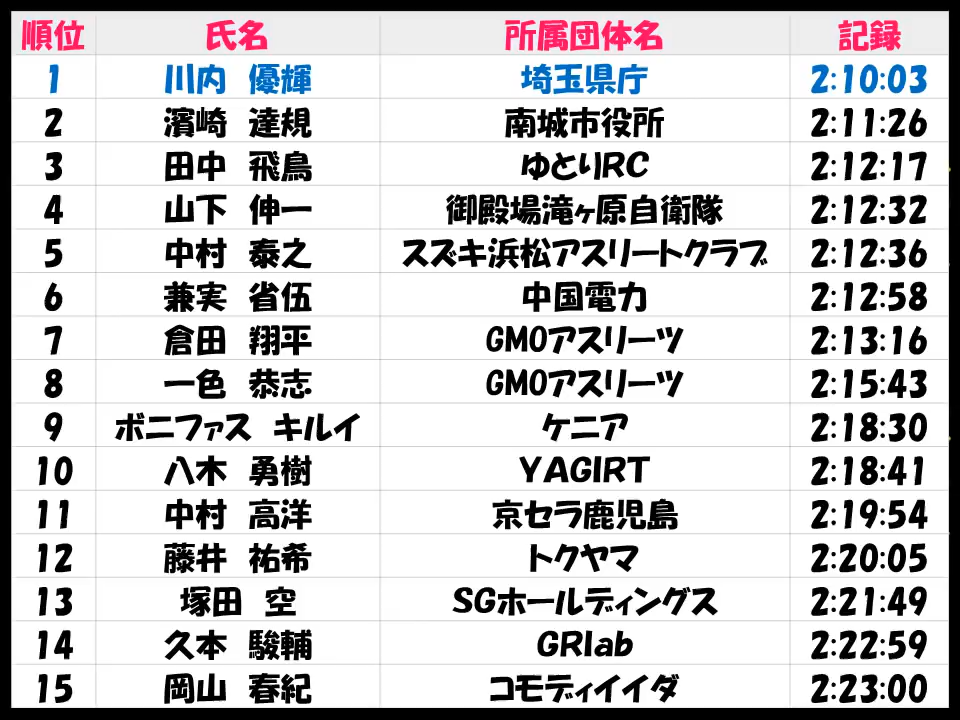 順位 氏名 所属団体名 記録
1 川内 優輝 埼玉県庁 2:10:03
2 濱崎 達規 南城市役所 2:11:26
3 田中 飛鳥 ゆとりRC 2:12:17
4 山下 伸一 御殿場滝ヶ原自衛隊 2:12:32
5 中村 泰之 スズキ浜松アスリートクラブ 2:12:36
6 兼実 省伍 中国電力 2:12:58
7 倉田 翔平 GMOアスリーツ 2:13:16
8 一色 恭志 GMOアスリーツ 2:15:43
9 ボニファス キルイ ケニア 2:18:30
10 八木 勇樹 YAGIRT 2:18:41
11 中村 高洋 京セラ鹿児島 2:19:54
12 藤井 祐希 トクヤマ 2:20:05
13 塚田 空 SGホールディングス 2:21:49
14 久本 駿輔 GRlab 2:22:59
15 岡山 春紀 コモディイイダ 2:23:00